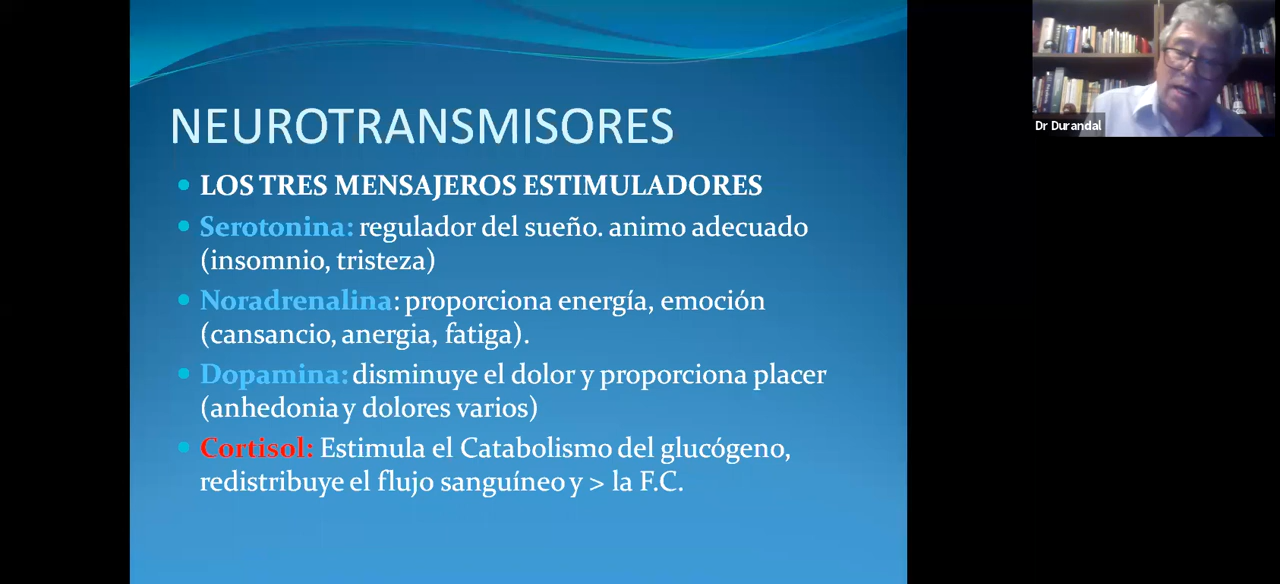 NEUROTRANSMISORES
LOS TRES MENSAJEROS ESTIMULADORES
Serotonina: regulador del sueño. animo adecuado
(insomnio, tristeza)
Noradrenalina: proporciona energía, emoción
(cansancio, anergia, fatiga).
Dopamina: disminuye el dolor y proporciona placer
(anhedonia y dolores varios)
Cortisol: Estimula el Catabolismo del glucógeno,
redistribuye el flujo sanguíneo y > la F.C.
Dr Durandal